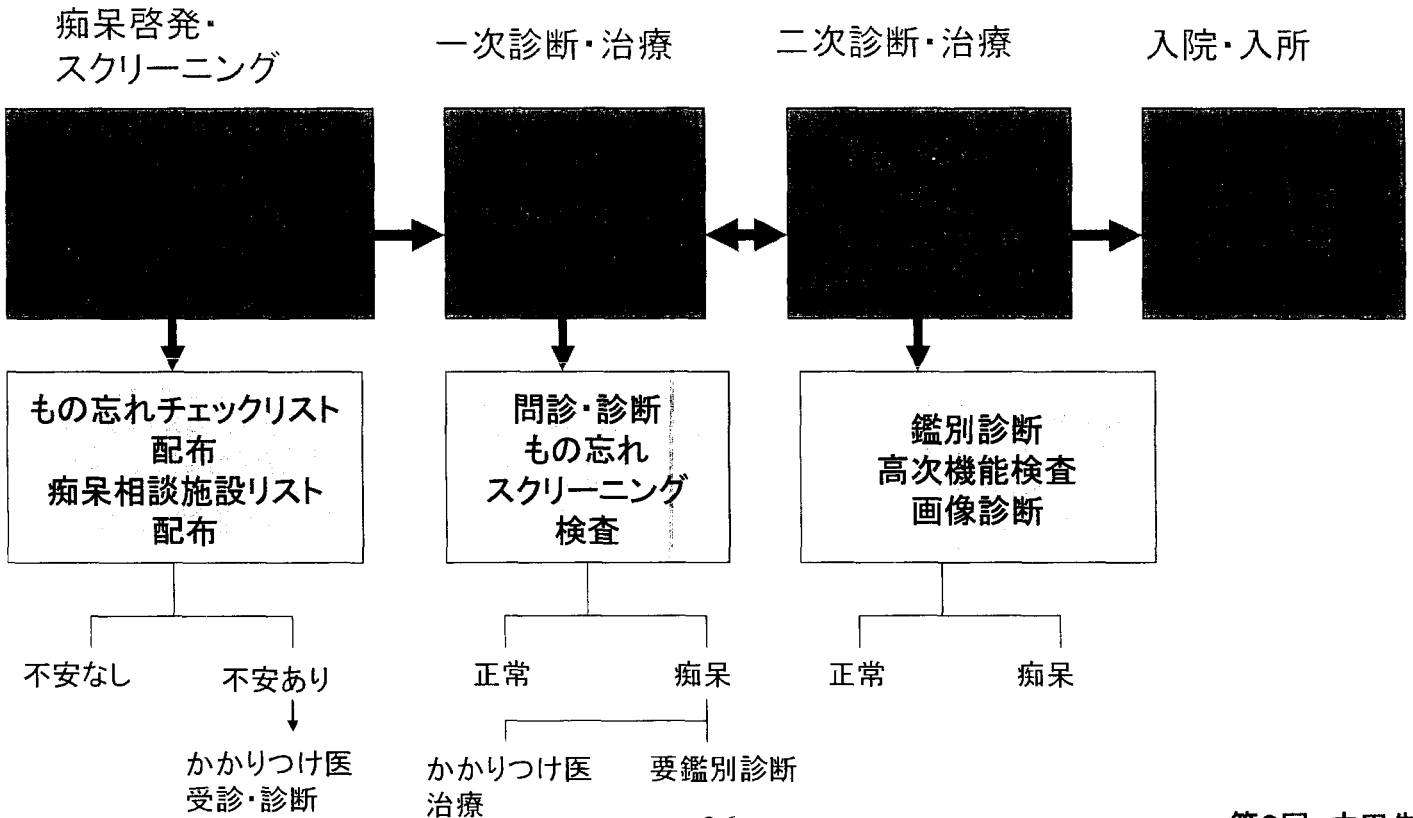 痴呆啓発・
スクリーニング
一次診断・治療
二次診断・治療
入院・入所
もの忘れチェックリスト
配布
痴呆相談施設リスト
配布
問診・診断
もの忘れ
スクリーニング
検査
鑑別診断
高次機能検査
画像診断
不安なし
不安あり
正常
痴呆
正常
痴呆
かかりつけ医
受診・診断
かかりつけ医
治療
要鑑別診断